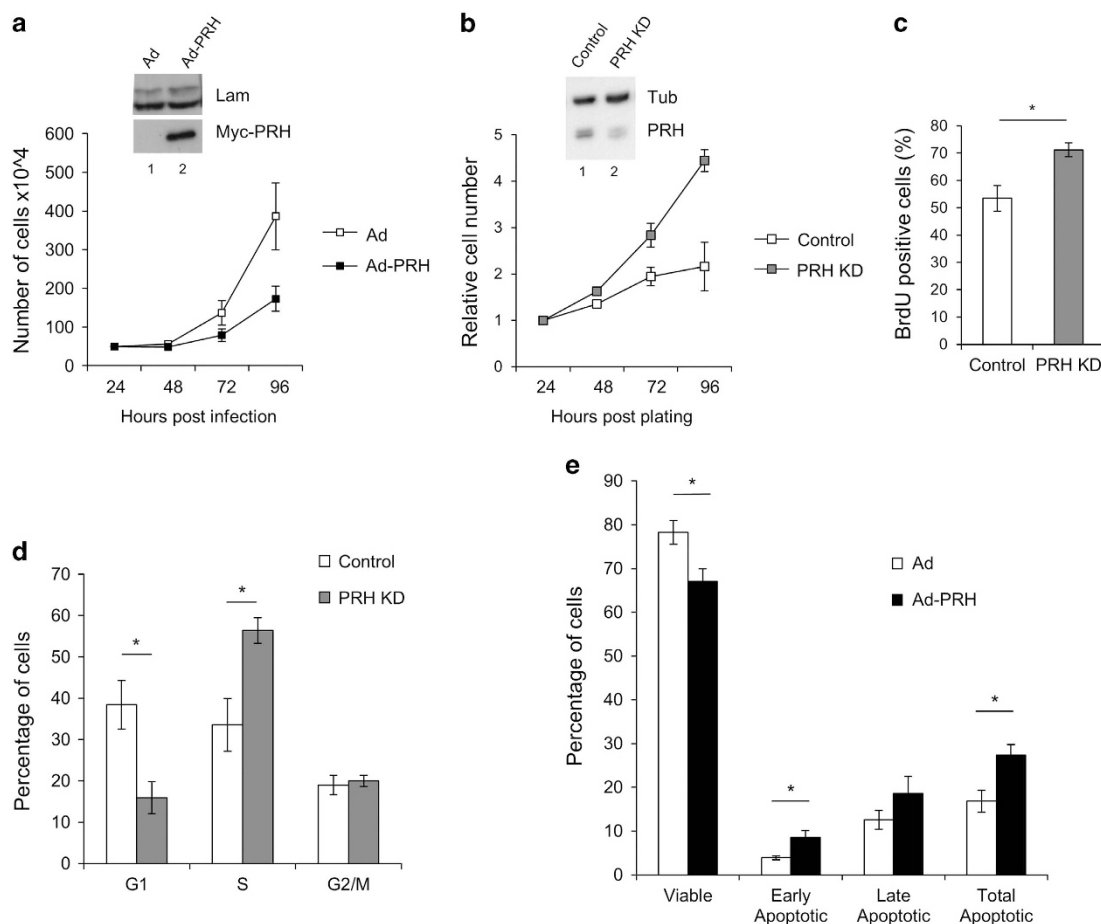 a
Ad
Ad-PRH
Lam
Myc-PRH
1 2
Number of cells x10^4
600
500
400
300
200
100
0
24 48 72 96
Hours post infection
Ad
Ad-PRH
b
Control
PRH KD
Tub
PRH
1 2
Relative cell number
5
4
3
2
1
0
24 48 72 96
Hours post plating
Control
PRH KD
c
BrdU positive cells (%)
90
80
70
60
50
40
30
20
10
0
*
Control PRH KD
d
Control
PRH KD
Percentage of cells
70
60
50
40
30
20
10
0
*
*
G1 S G2/M
e
Percentage of cells
90
80
70
60
50
40
30
20
10
0
*
*
*
Ad
Ad-PRH
Viable Early Late Total
Apoptotic Apoptotic Apoptotic